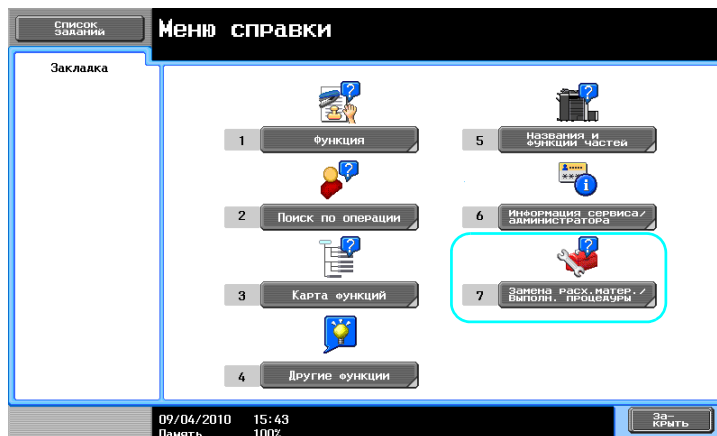 Список
заданий
Меню справки
Закладка
1 Функция
2 Поиск по операции
3 Карта функций
4 Другие функции
5 Названия и
функции частей
6 Информация сервиса/
администратора
7 Замена расх.матер./
Выполн. процедуры
09/04/2010 15:43
Память 100%
За-
крыть